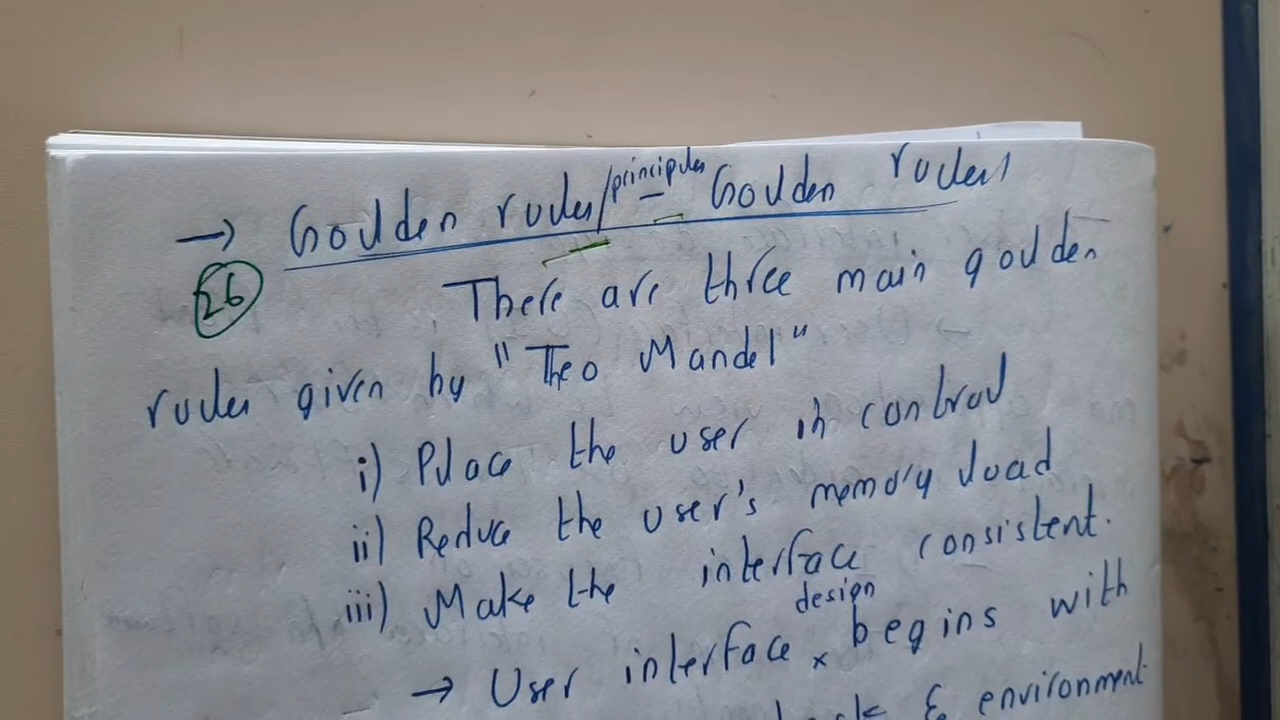 → Golden rules/principles - Golden rules
26
There are three main golden
rules given by "Theo Mandel"
i) Place the user in control
ii) Reduce the user's memory load
iii) Make the interface consistent.
design
→ User interface x begins with
& environment